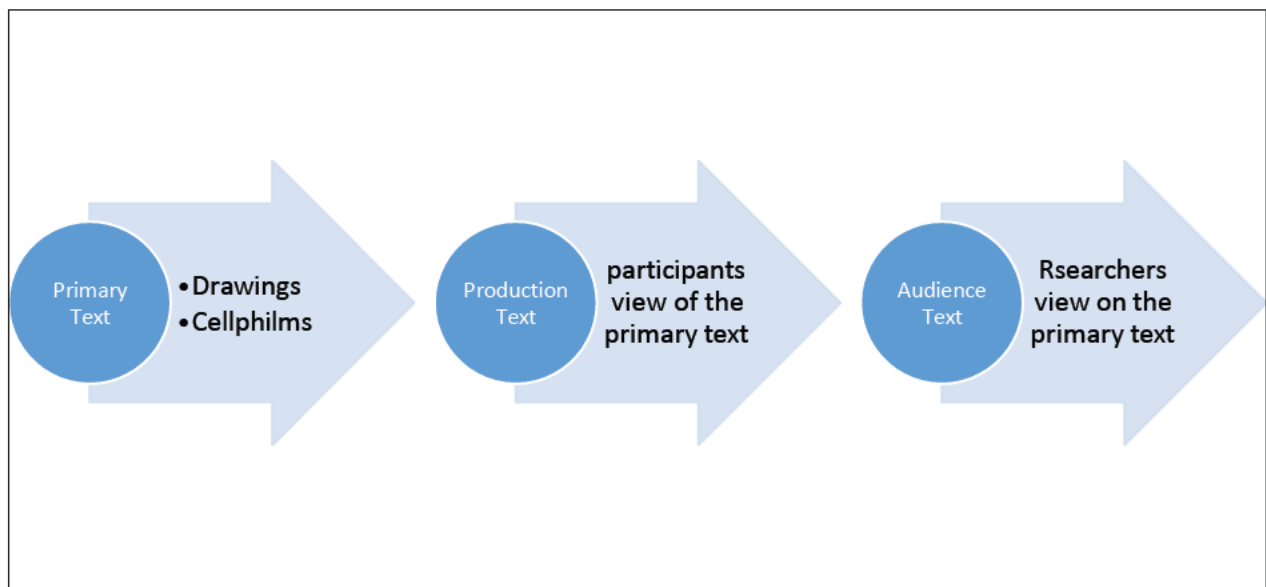 Primary
Text
•Drawings
•Cellphilms
Production
Text
participants
view of the
primary text
Audience
Text
Rsearchers
view on the
primary text